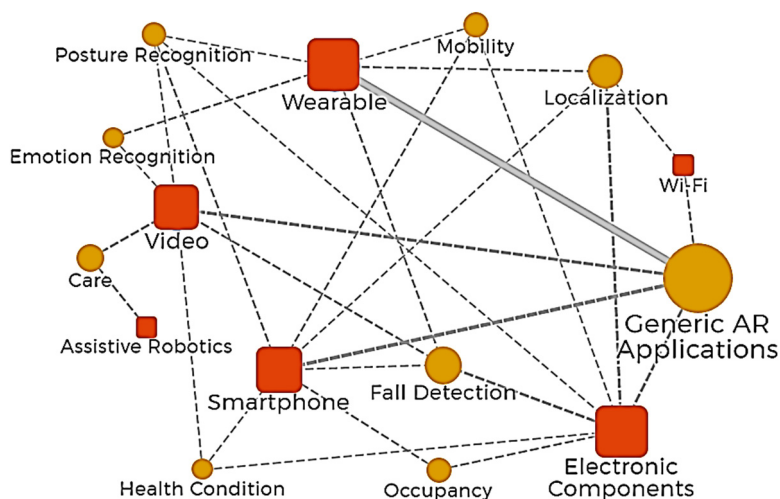 Posture Recognition
Mobility
Wearable
Localization
Emotion Recognition
Wi-Fi
Video
Care
Generic AR
Applications
Assistive Robotics
Fall Detection
Smartphone
Electronic
Components
Health Condition
Occupancy